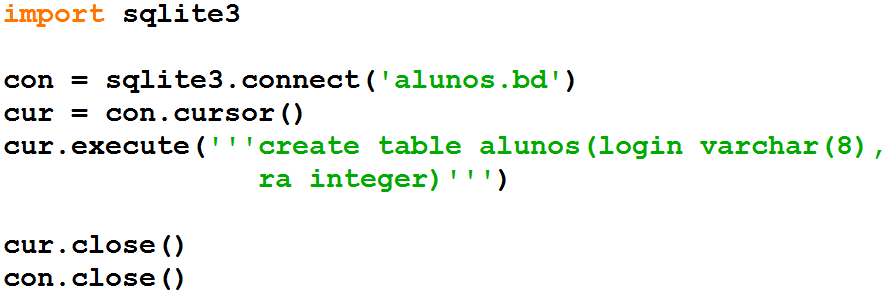 import sqlite3
con = sqlite3.connect('alunos.bd')
cur = con.cursor()
cur.execute('''create table alunos(login varchar(8),
ra integer)''')
cur.close()
con.close()